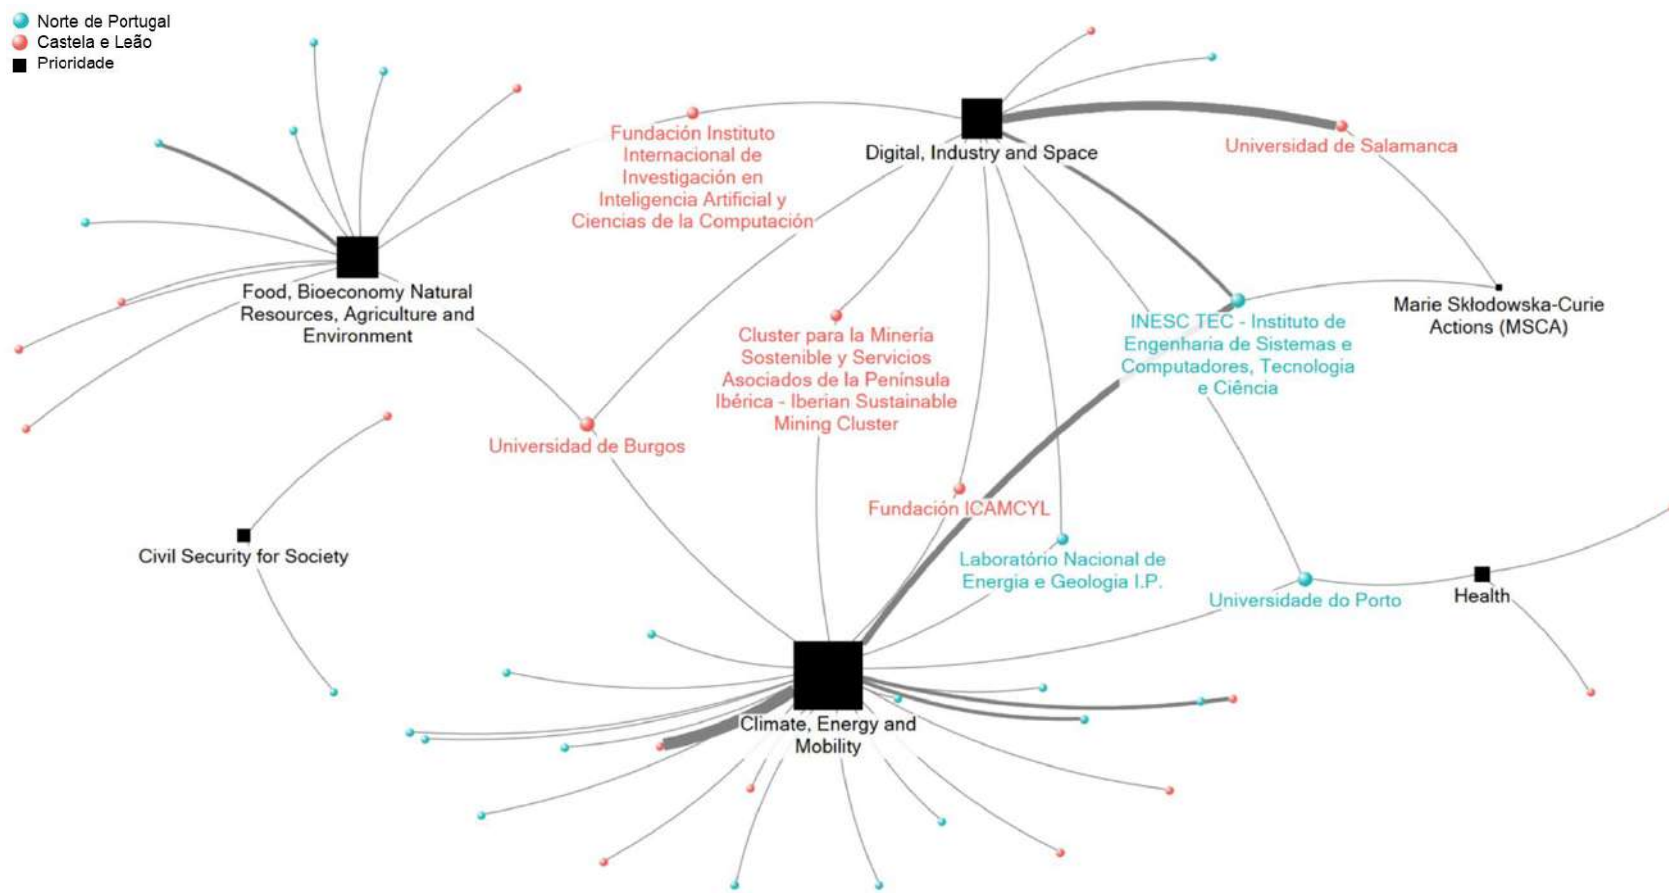 Norte de Portugal
Castela e Leão
Prioridade
Fundación Instituto
Internacional de
Investigación en
Inteligencia Artificial y
Ciencias de la Computación
Digital, Industry and Space
Universidad de Salamanca
Food, Bioeconomy Natural
Resources, Agriculture and
Environment
Marie Skłodowska-Curie
Actions (MSCA)
INESC TEC - Instituto de
Engenharia de Sistemas e
Computadores, Tecnologia
e Ciência
Cluster para la Minería
Sostenible y Servicios
Asociados de la Península
Ibérica - Iberian Sustainable
Mining Cluster
Universidad de Burgos
Fundación ICAMCYL
Civil Security for Society
Laboratório Nacional de
Energia e Geologia I.P.
Universidade do Porto
Health
Climate, Energy and
Mobility